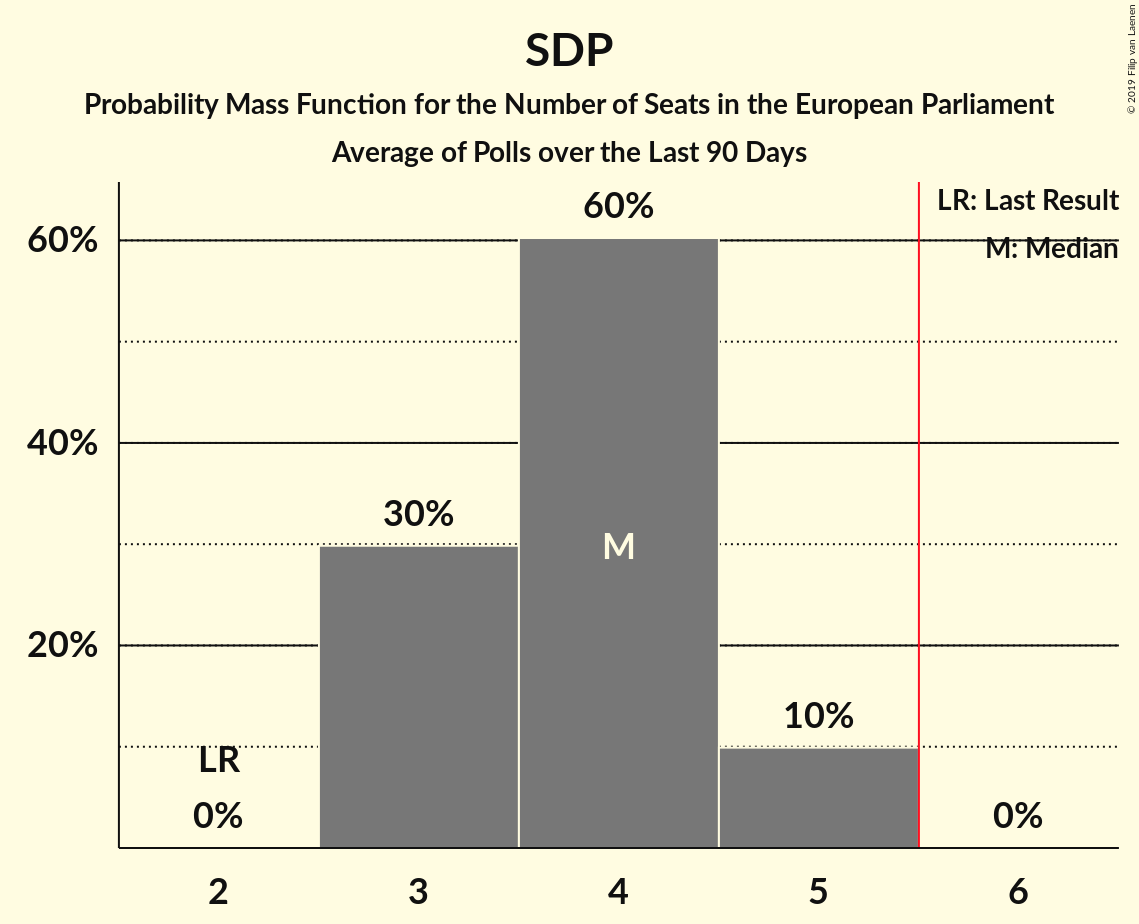 SDP
Probability Mass Function for the Number of Seats in the European Parliament
Average of Polls over the Last 90 Days
© 2019 Filip van Laenen
LR: Last Result
M: Median
60%
40%
20%
LR
0%
30%
60%
M
10%
0%
2 3 4 5 6